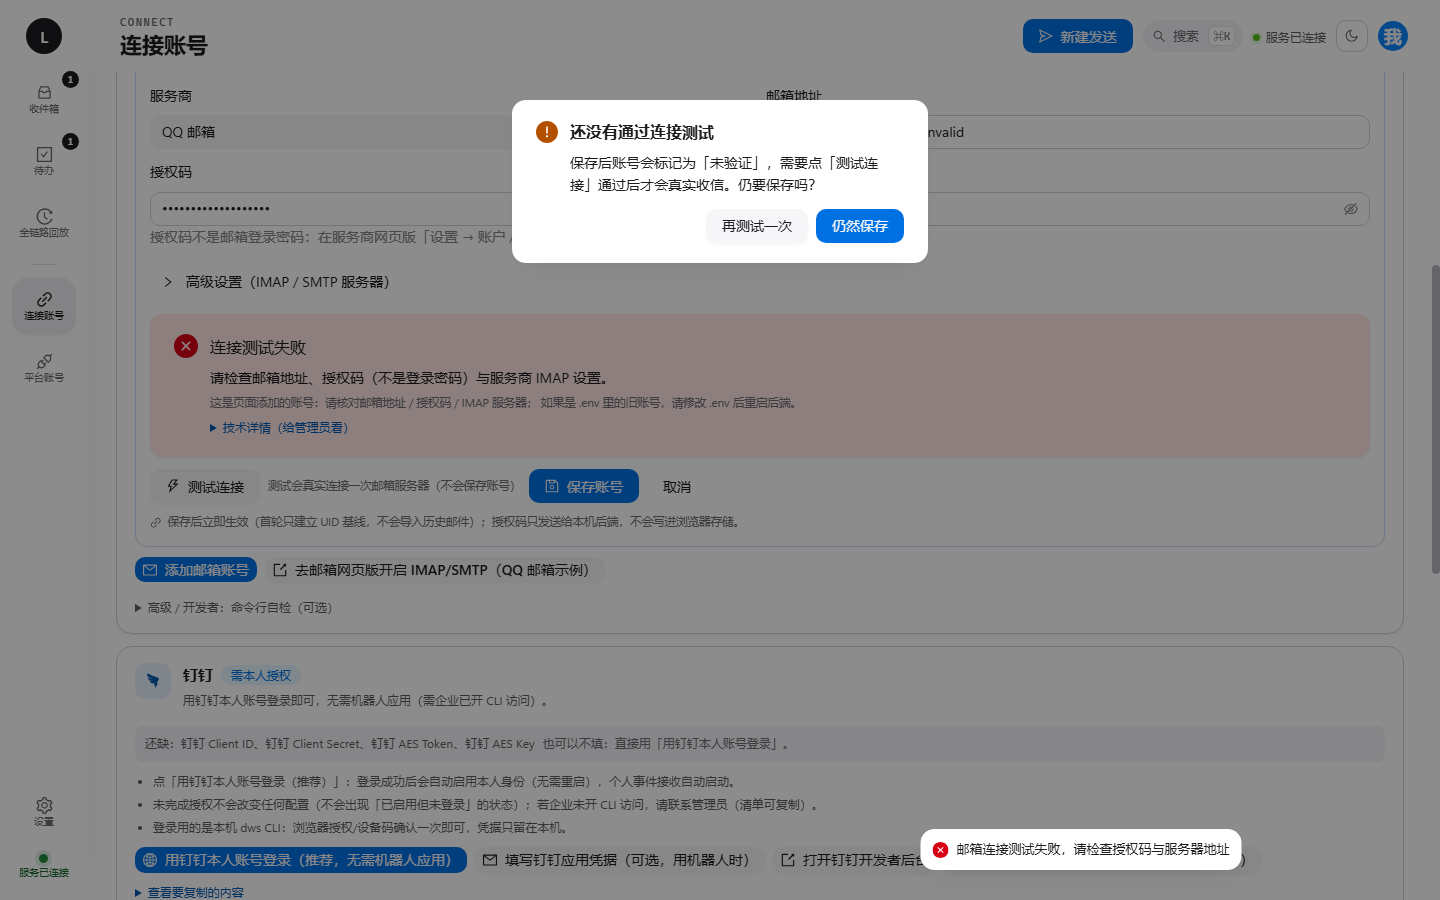 L
CONNECT
连接账号
新建发送
搜索
⌘K
服务已连接
我
1
收件箱
1
待办
全链路回放
连接账号
平台账号
设置
服务已连接
服务商
邮箱地址
QQ 邮箱
nvalid
授权码
•••••••••••••••••••
授权码不是邮箱登录密码：在服务商网页版「设置 → 账户 /
高级设置（IMAP / SMTP 服务器）
还没有通过连接测试
保存后账号会标记为「未验证」，需要点「测试连
接」通过后才会真实收信。仍要保存吗？
再测试一次
仍然保存
连接测试失败
请检查邮箱地址、授权码（不是登录密码）与服务商 IMAP 设置。
这是页面添加的账号：请核对邮箱地址 / 授权码 / IMAP 服务器； 如果是 .env 里的旧账号，请修改 .env 后重启后端。
技术详情（给管理员看）
测试连接
测试会真实连接一次邮箱服务器（不会保存账号）
保存账号
取消
保存后立即生效（首轮只建立 UID 基线，不会导入历史邮件）；授权码只发送给本机后端，不会写进浏览器存储。
添加邮箱账号
去邮箱网页版开启 IMAP/SMTP（QQ 邮箱示例）
高级 / 开发者：命令行自检（可选）
钉钉
需本人授权
用钉钉本人账号登录即可，无需机器人应用（需企业已开 CLI 访问）。
还缺：钉钉 Client ID、钉钉 Client Secret、钉钉 AES Token、钉钉 AES Key 也可以不填：直接用「用钉钉本人账号登录」。
• 点「用钉钉本人账号登录（推荐）」：登录成功后会自动启用本人身份（无需重启），个人事件接收自动启动。
• 未完成授权不会改变任何配置（不会出现「已启用但未登录」的状态）；若企业未开 CLI 访问，请联系管理员（清单可复制）。
• 登录用的是本机 dws CLI：浏览器授权/设备码确认一次即可，凭据只留在本机。
用钉钉本人账号登录（推荐，无需机器人应用）
填写钉钉应用凭据（可选，用机器人时）
打开钉钉开发者后台
）
查看要复制的内容
邮箱连接测试失败，请检查授权码与服务器地址